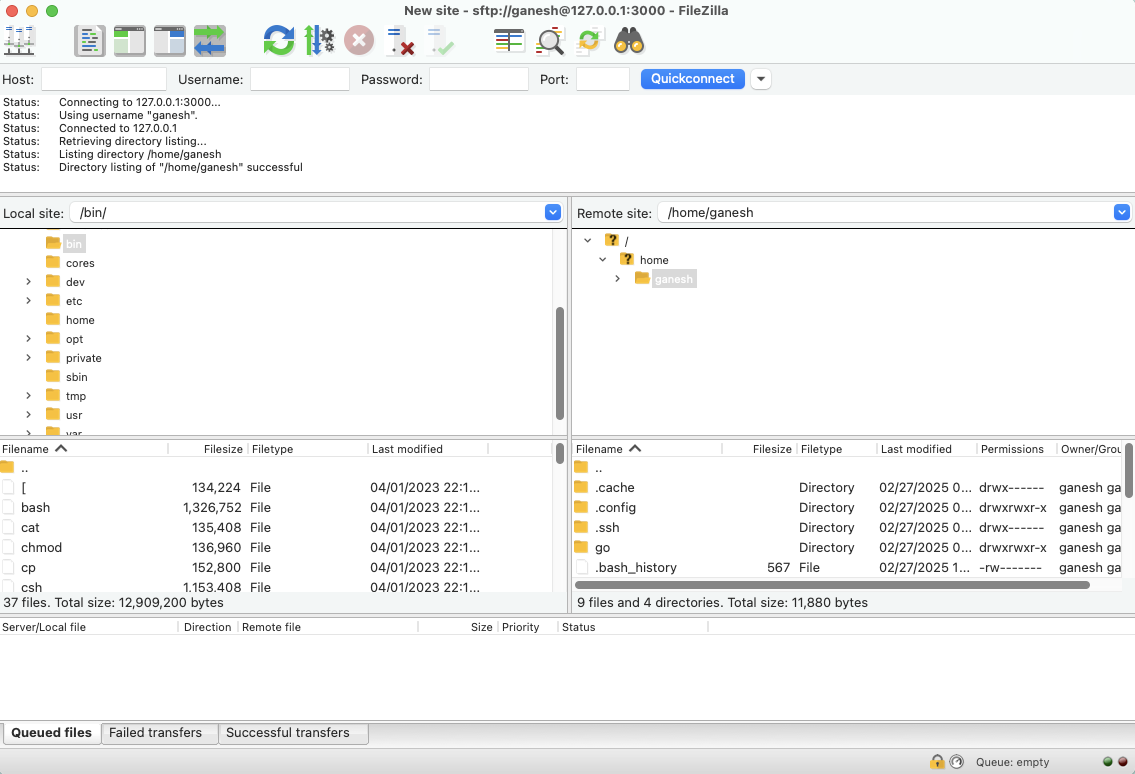 New site - sftp://ganesh@127.0.0.1:3000 - FileZilla
Host: Username: Password: Port: Quickconnect
Status: Connecting to 127.0.0.1:3000...
Status: Using username "ganesh".
Status: Connected to 127.0.0.1
Status: Retrieving directory listing...
Status: Listing directory /home/ganesh
Status: Directory listing of "/home/ganesh" successful
Local site: /bin/
bin
cores
dev
etc
home
opt
private
sbin
tmp
usr
var
Remote site: /home/ganesh
/
home
ganesh
Filename Filesize Filetype Last modified
..
[ 134,224 File 04/01/2023 22:1...
bash 1,326,752 File 04/01/2023 22:1...
cat 135,408 File 04/01/2023 22:1...
chmod 136,960 File 04/01/2023 22:1...
cp 152,800 File 04/01/2023 22:1...
csh 1,153,408 File 04/01/2023 22:1...
37 files. Total size: 12,909,200 bytes
Filename Filesize Filetype Last modified Permissions Owner/Grou
..
.cache Directory 02/27/2025 0... drwx------ ganesh ga
.config Directory 02/27/2025 0... drwxrwxr-x ganesh ga
.ssh Directory 02/27/2025 0... drwx------ ganesh ga
go Directory 02/27/2025 0... drwxrwxr-x ganesh ga
.bash_history 567 File 02/27/2025 1... -rw------- ganesh ga
9 files and 4 directories. Total size: 11,880 bytes
Server/Local file Direction Remote file Size Priority Status
Queued files Failed transfers Successful transfers
Queue: empty